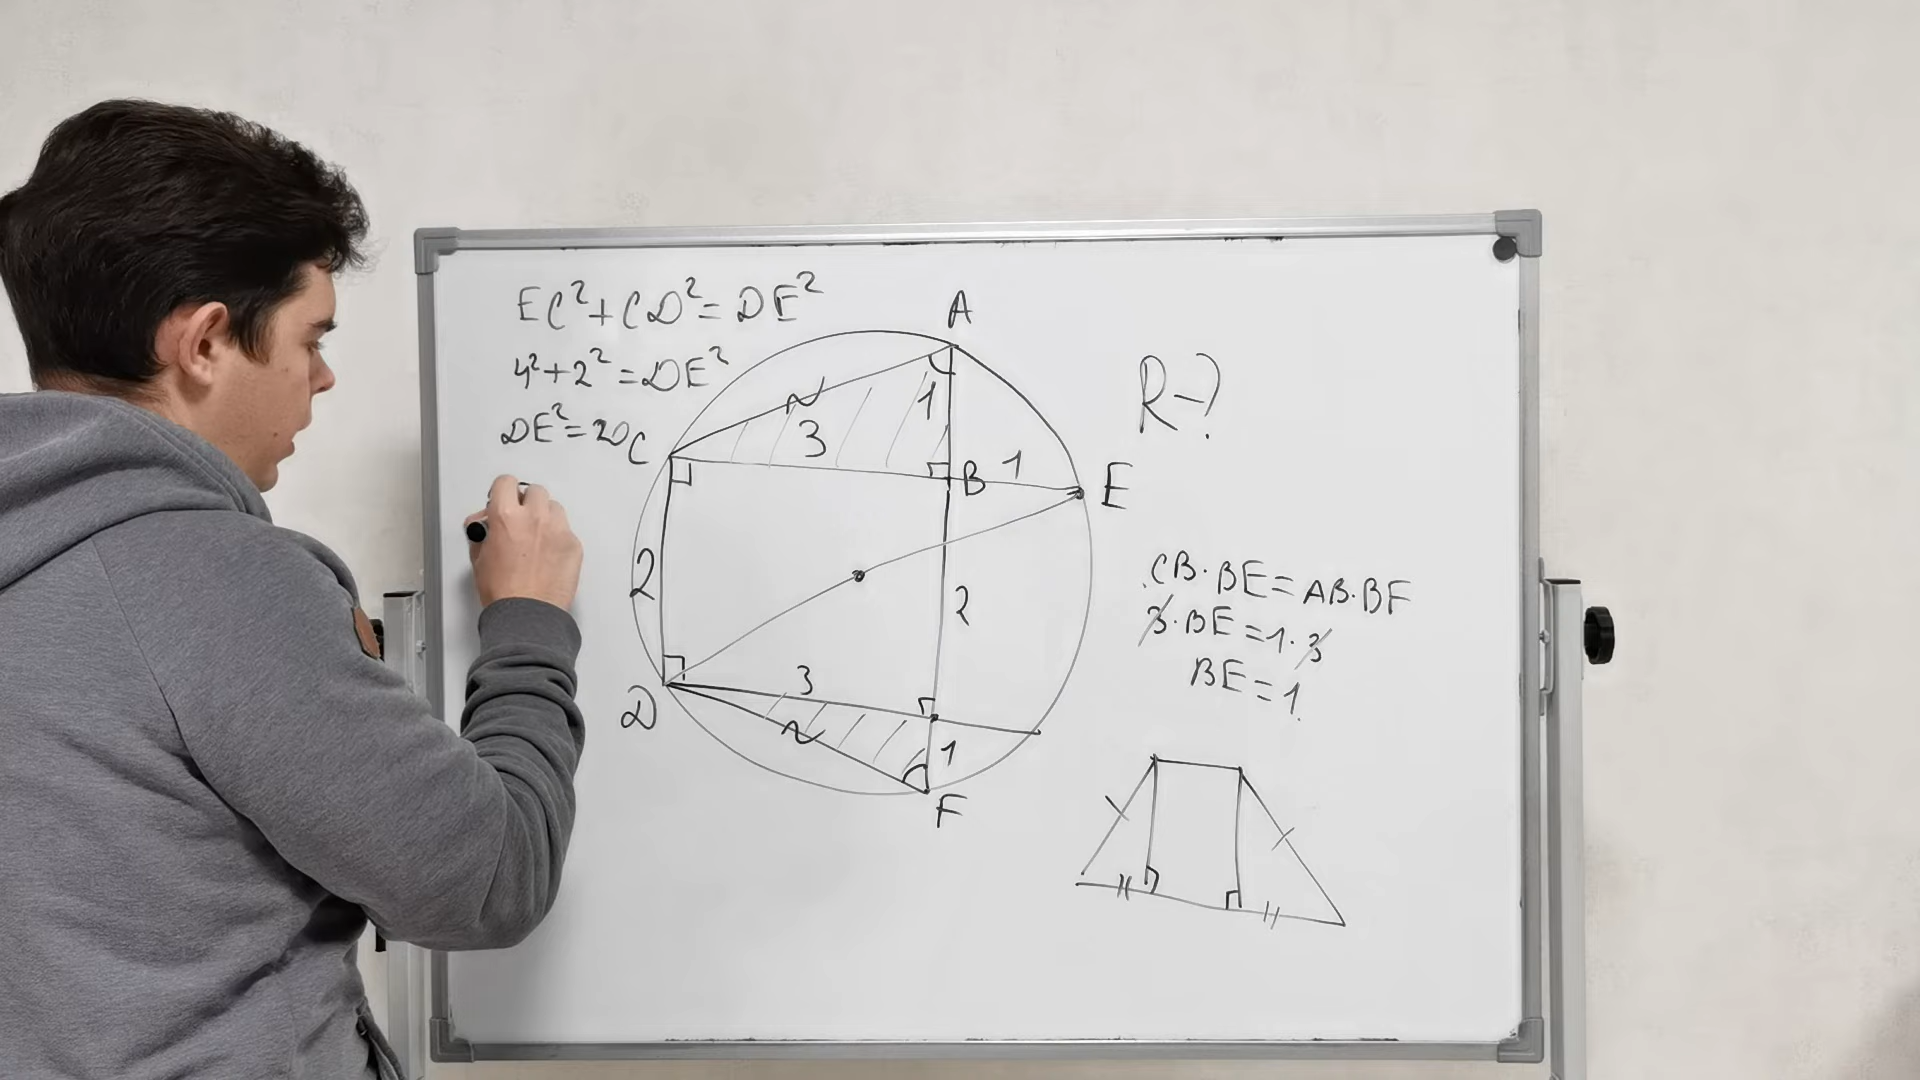 EC²+CD²=DE²
4²+2²=DE²
DE²=20
A
1
3
C
B
1
E
2
2
3
D
1
F
R-?
CB·BE=AB·BF
3·BE=1·3
BE=1